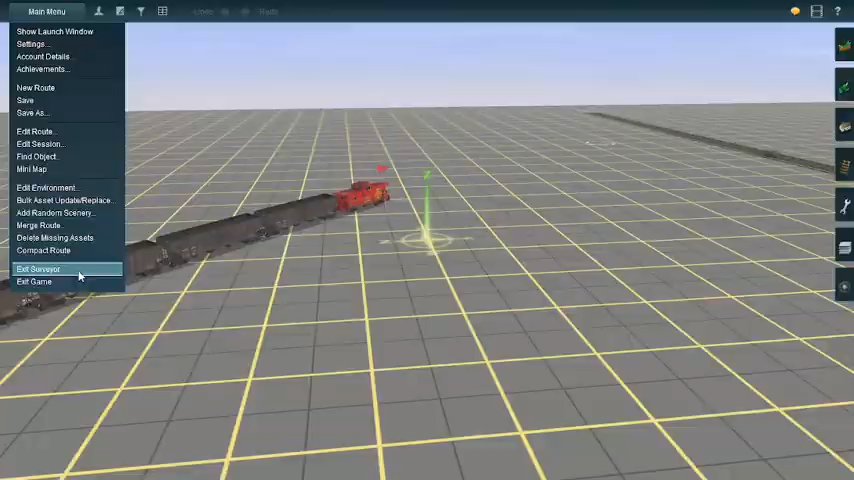 Main Menu
Undo
Redo
Show Launch Window
Settings...
Account Details...
Achievements...
New Route
Save
Save As...
Edit Route...
Edit Session...
Find Object...
Mini Map
Edit Environment...
Bulk Asset Update/Replace...
Add Random Scenery...
Merge Route...
Delete Missing Assets
Compact Route
Exit Surveyor
Exit Game